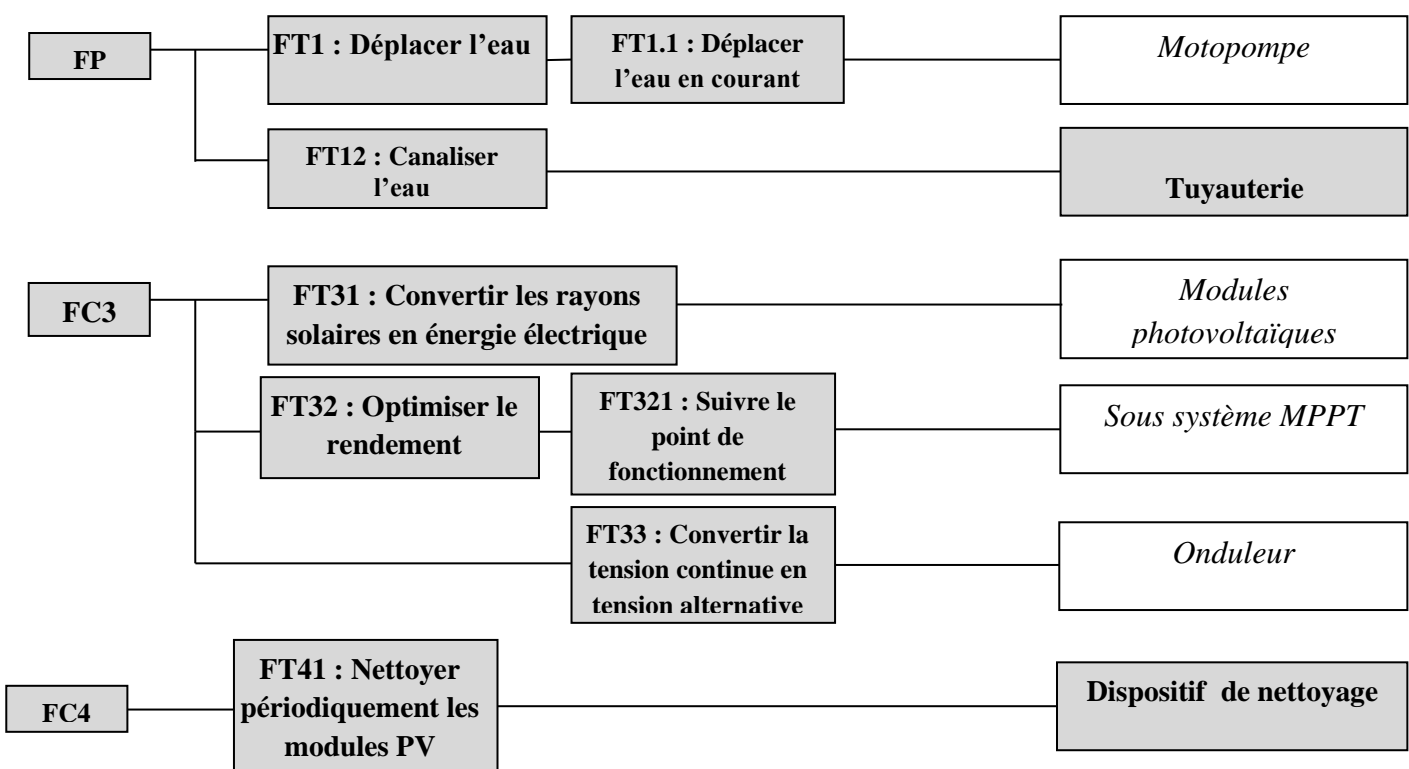 FP
FT1 : Déplacer l’eau
FT1.1 : Déplacer
l’eau en courant
Motopompe
FT12 : Canaliser
l’eau
Tuyauterie
FC3
FT31 : Convertir les rayons
solaires en énergie électrique
Modules
photovoltaïques
FT32 : Optimiser le
rendement
FT321 : Suivre le
point de
fonctionnement
Sous système MPPT
FT33 : Convertir la
tension continue en
tension alternative
Onduleur
FC4
FT41 : Nettoyer
périodiquement les
modules PV
Dispositif de nettoyage